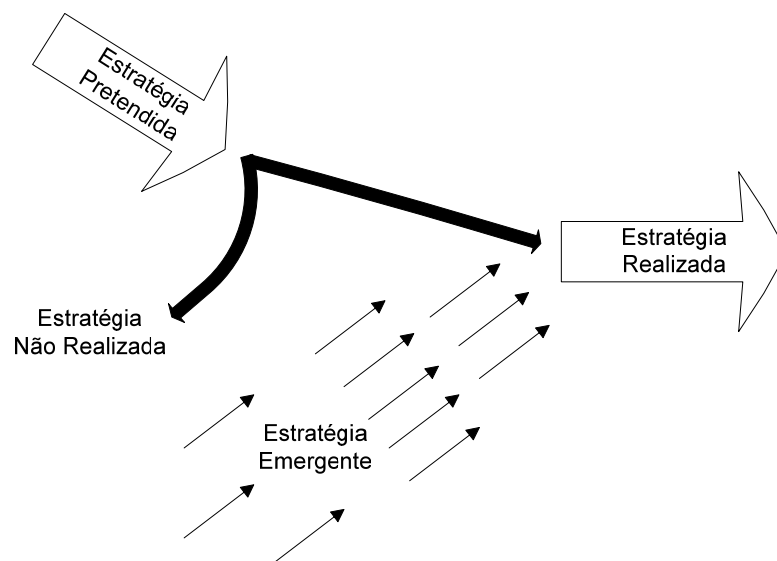 Estratégia
Pretendida
Estratégia
Realizada
Estratégia
Não Realizada
Estratégia
Emergente